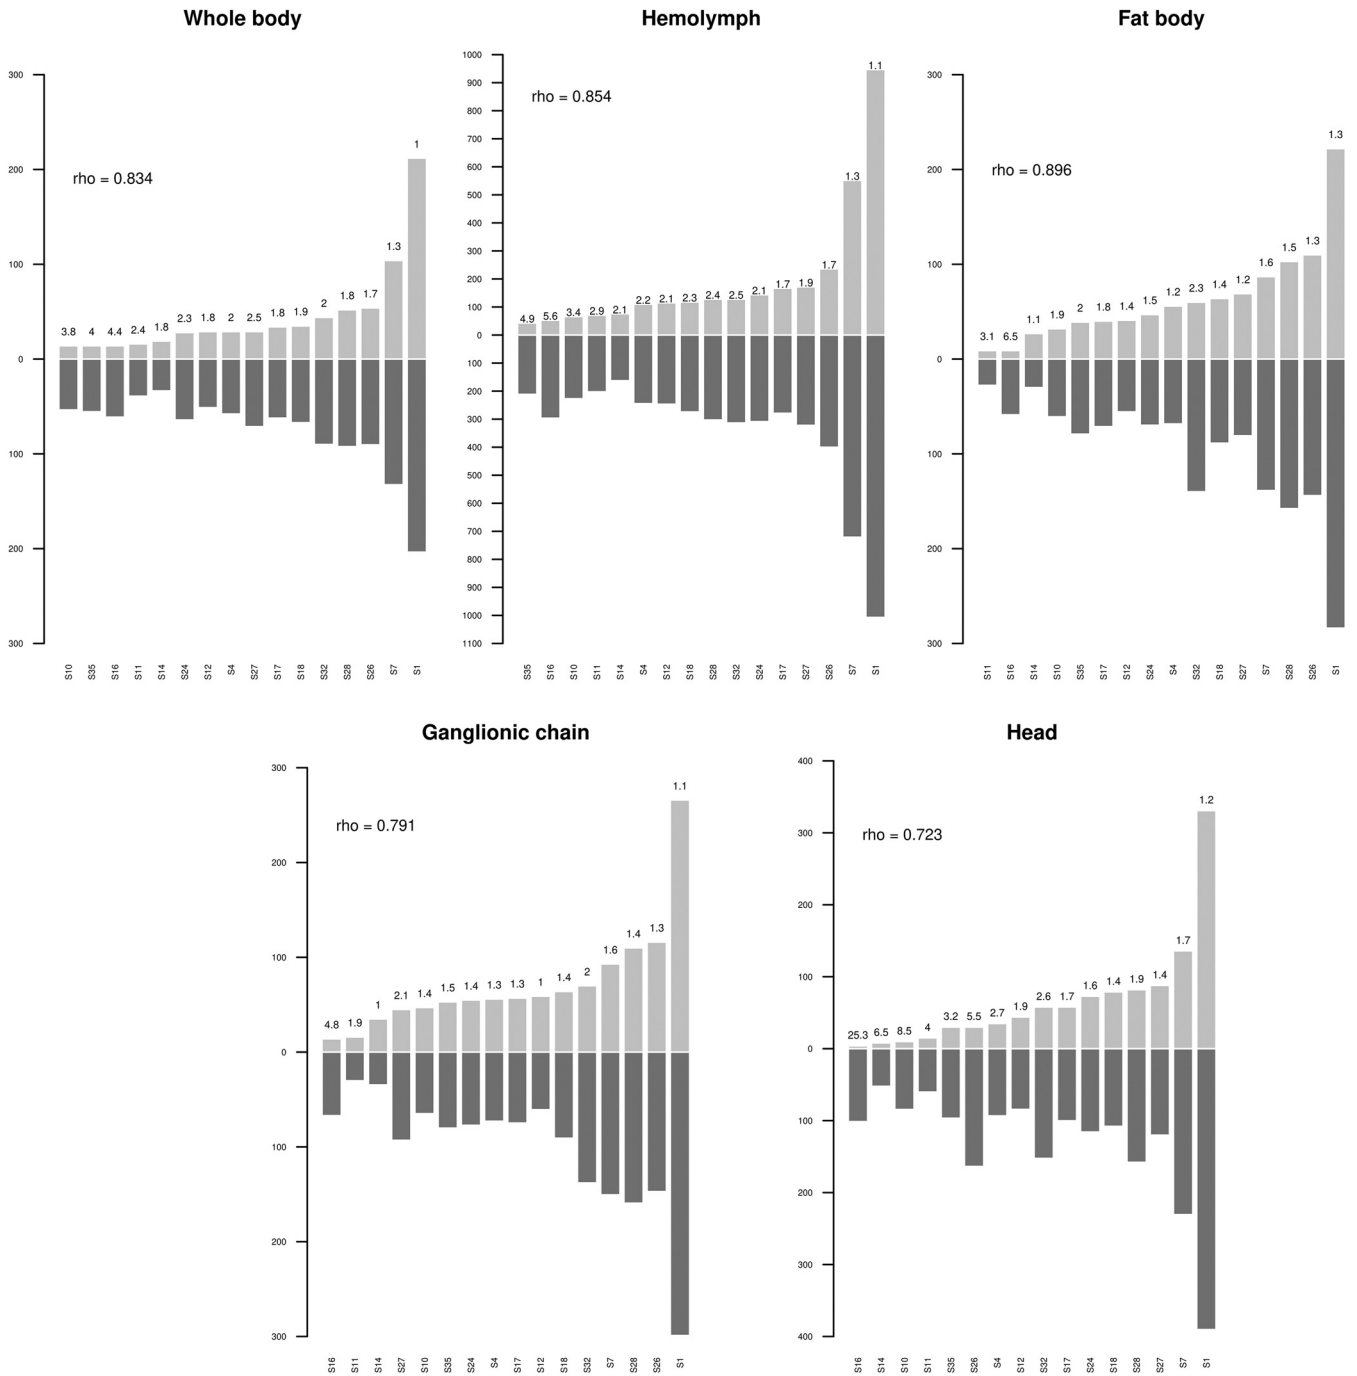 Whole body
Hemolymph
Fat body
300
200
100
0
100
200
300
rho = 0.834
3.8 4 4.4 2.4 1.8 2.3 1.8 2 2.5 1.8 1.9 2 1.8 1.7 1.3 1
S10 S35 S16 S11 S14 S24 S12 S4 S27 S17 S18 S32 S28 S26 S7 S1
1000
900
800
700
600
500
400
300
200
100
0
100
200
300
400
500
600
700
800
900
1000
1100
rho = 0.854
4.9 5.6 3.4 2.9 2.1 2.2 2.1 2.3 2.4 2.5 2.1 1.7 1.9 1.7 1.3 1.1
S35 S16 S10 S11 S14 S4 S12 S18 S28 S32 S24 S17 S27 S26 S7 S1
300
200
100
0
100
200
300
rho = 0.896
3.1 6.5 1.1 1.9 2 1.8 1.4 1.5 1.2 2.3 1.4 1.2 1.6 1.5 1.3 1.3
S11 S16 S14 S10 S35 S17 S12 S24 S4 S32 S18 S27 S7 S28 S26 S1
Ganglionic chain
Head
300
200
100
0
100
200
300
rho = 0.791
4.8 1.9 1 2.1 1.4 1.5 1.4 1.3 1.3 1 1.4 2 1.6 1.4 1.3 1.1
S16 S11 S14 S27 S10 S35 S24 S4 S17 S12 S18 S32 S7 S28 S26 S1
400
300
200
100
0
100
200
300
400
rho = 0.723
25.3 6.5 8.5 4 3.2 5.5 2.7 1.9 2.6 1.7 1.6 1.4 1.9 1.4 1.7 1.2
S16 S14 S10 S11 S35 S26 S4 S12 S32 S17 S24 S18 S28 S27 S7 S1